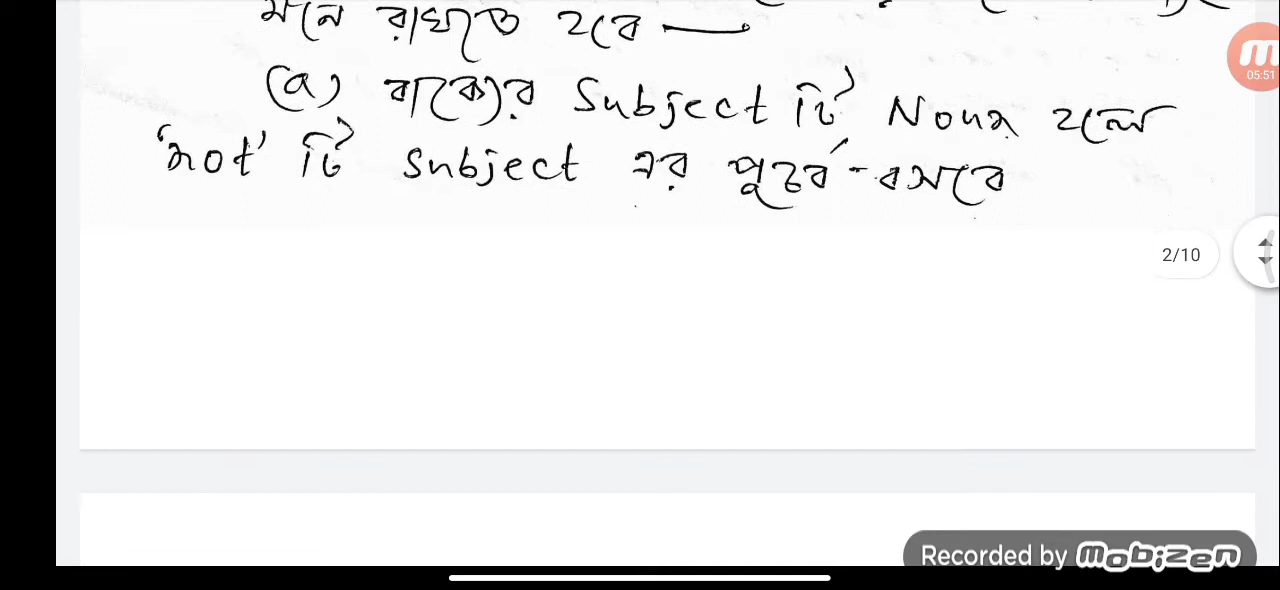 মনে রাখতে হবে —
05:51
(a) বাক্যের Subject টি Noun হলে
'not' টি Subject এর পূর্বে বসবে
2/10
Recorded by mobizen